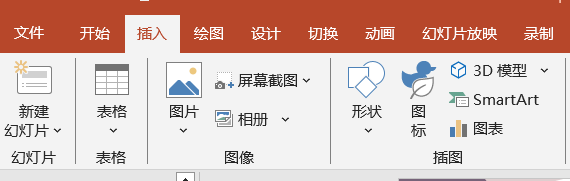 文件 开始 插入 绘图 设计 切换 动画 幻灯片放映 录制
新建
幻灯片
表格
图片
屏幕截图
相册
形状
图
标
3D 模型
SmartArt
图表
幻灯片 表格 图像 插图